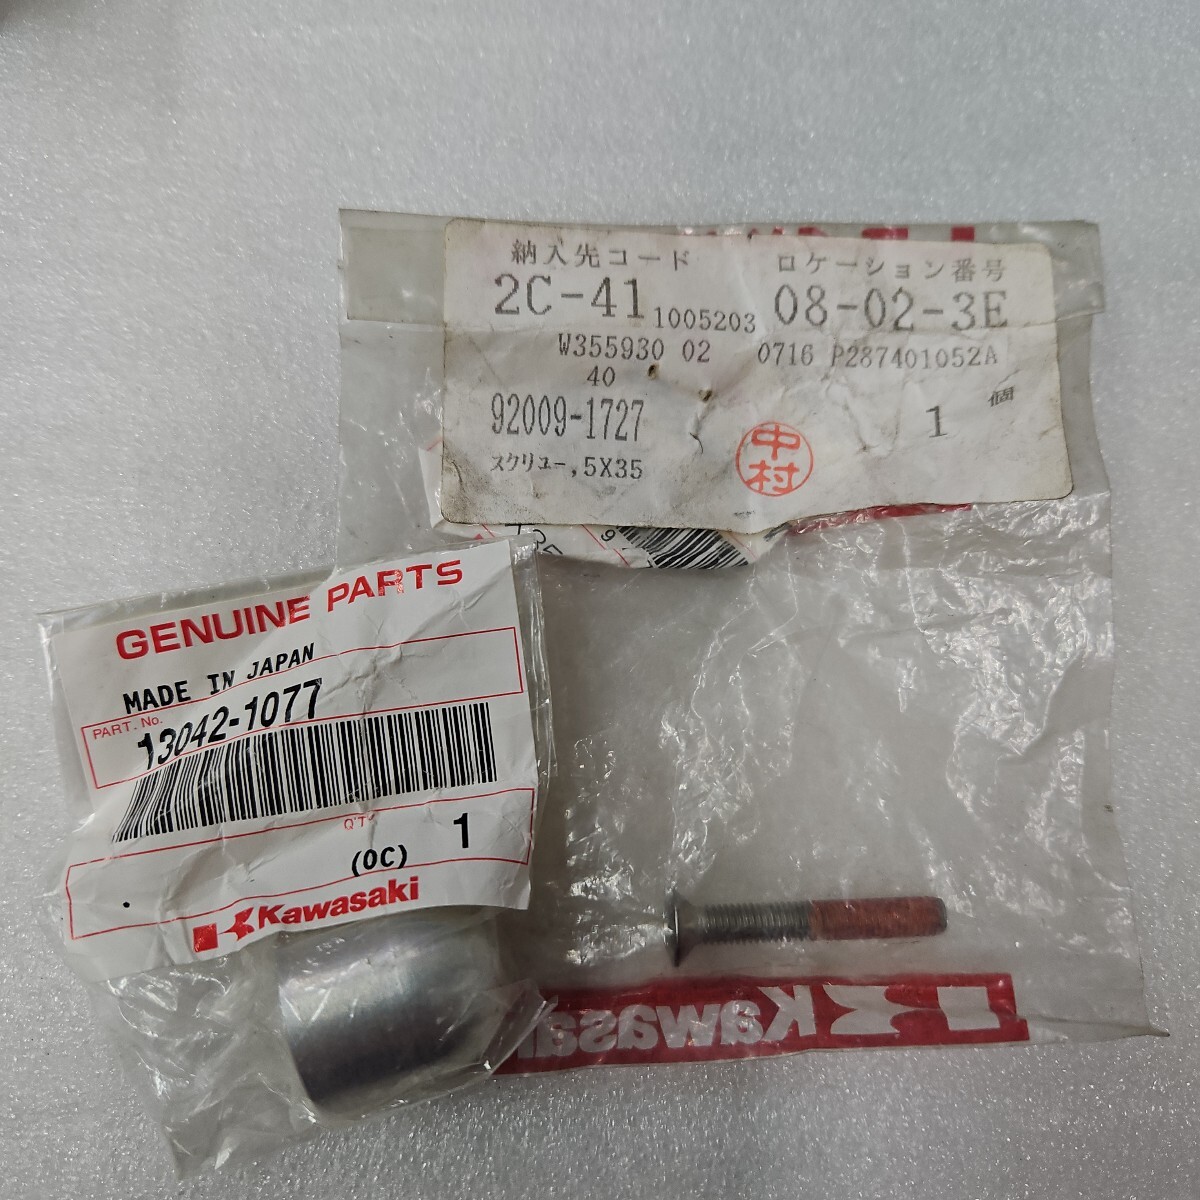 納入先コード ロケーション番号
2C-41 1005203 08-02-3E
W355930 02 0716 P287401052A
40
92009-1727 1 個
スクリュー,5X35
中村
GENUINE PARTS
MADE IN JAPAN
PART. No.
13042-1077
Q'TY
(OC) 1
Kawasaki
Kawasaki